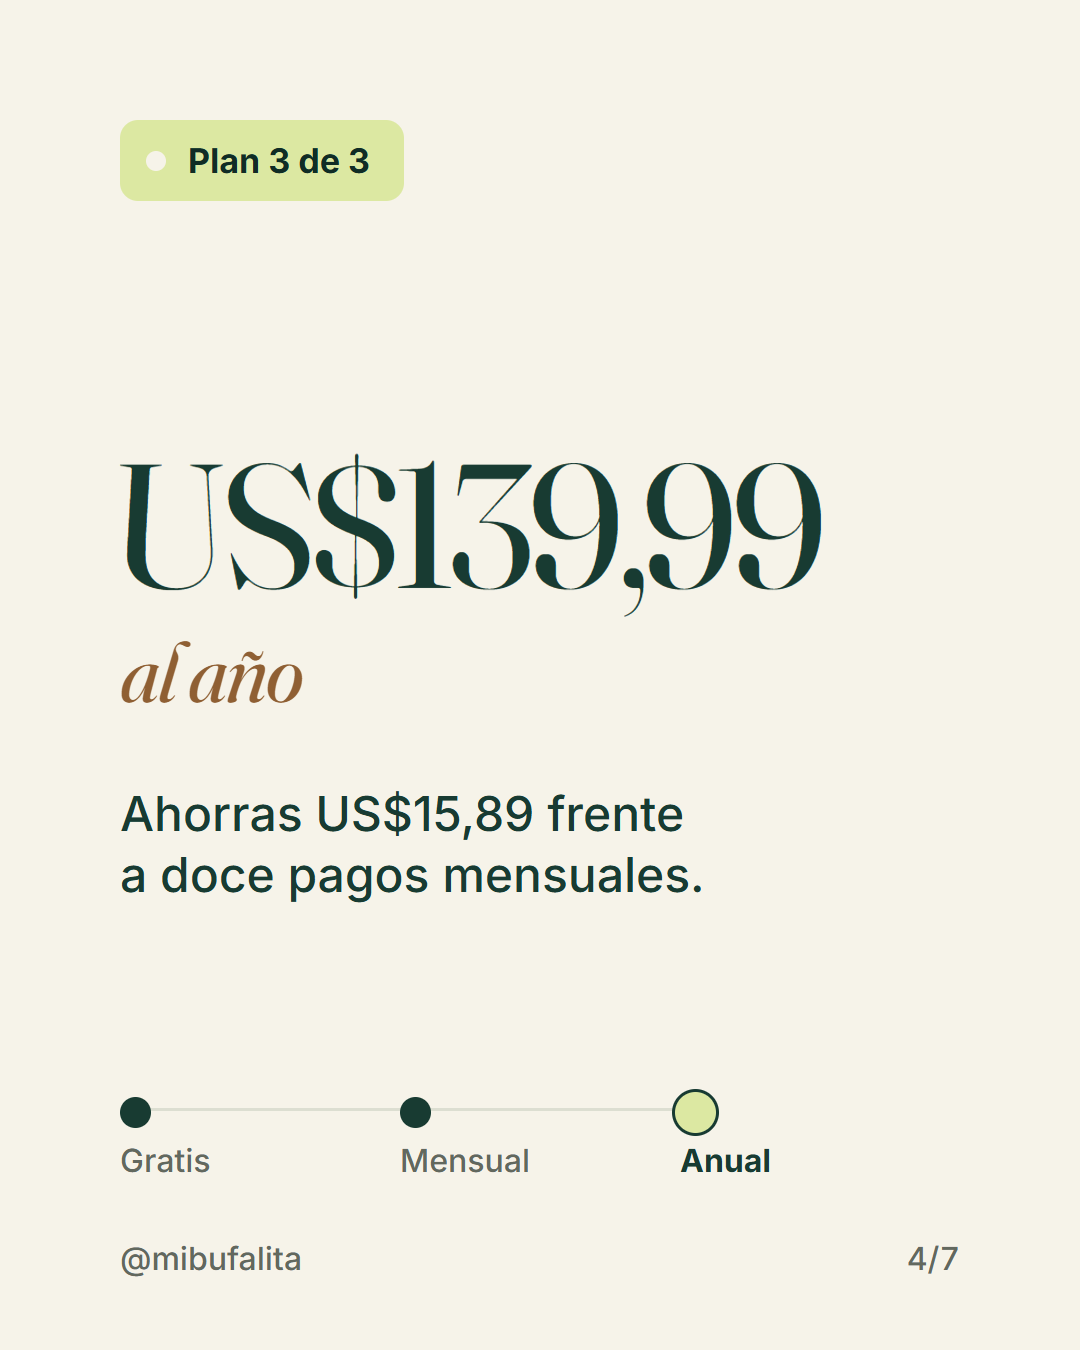 Plan 3 de 3
US$139,99
al año
Ahorras US$15,89 frente
a doce pagos mensuales.
Gratis
Mensual
Anual
@mibufalita
4/7